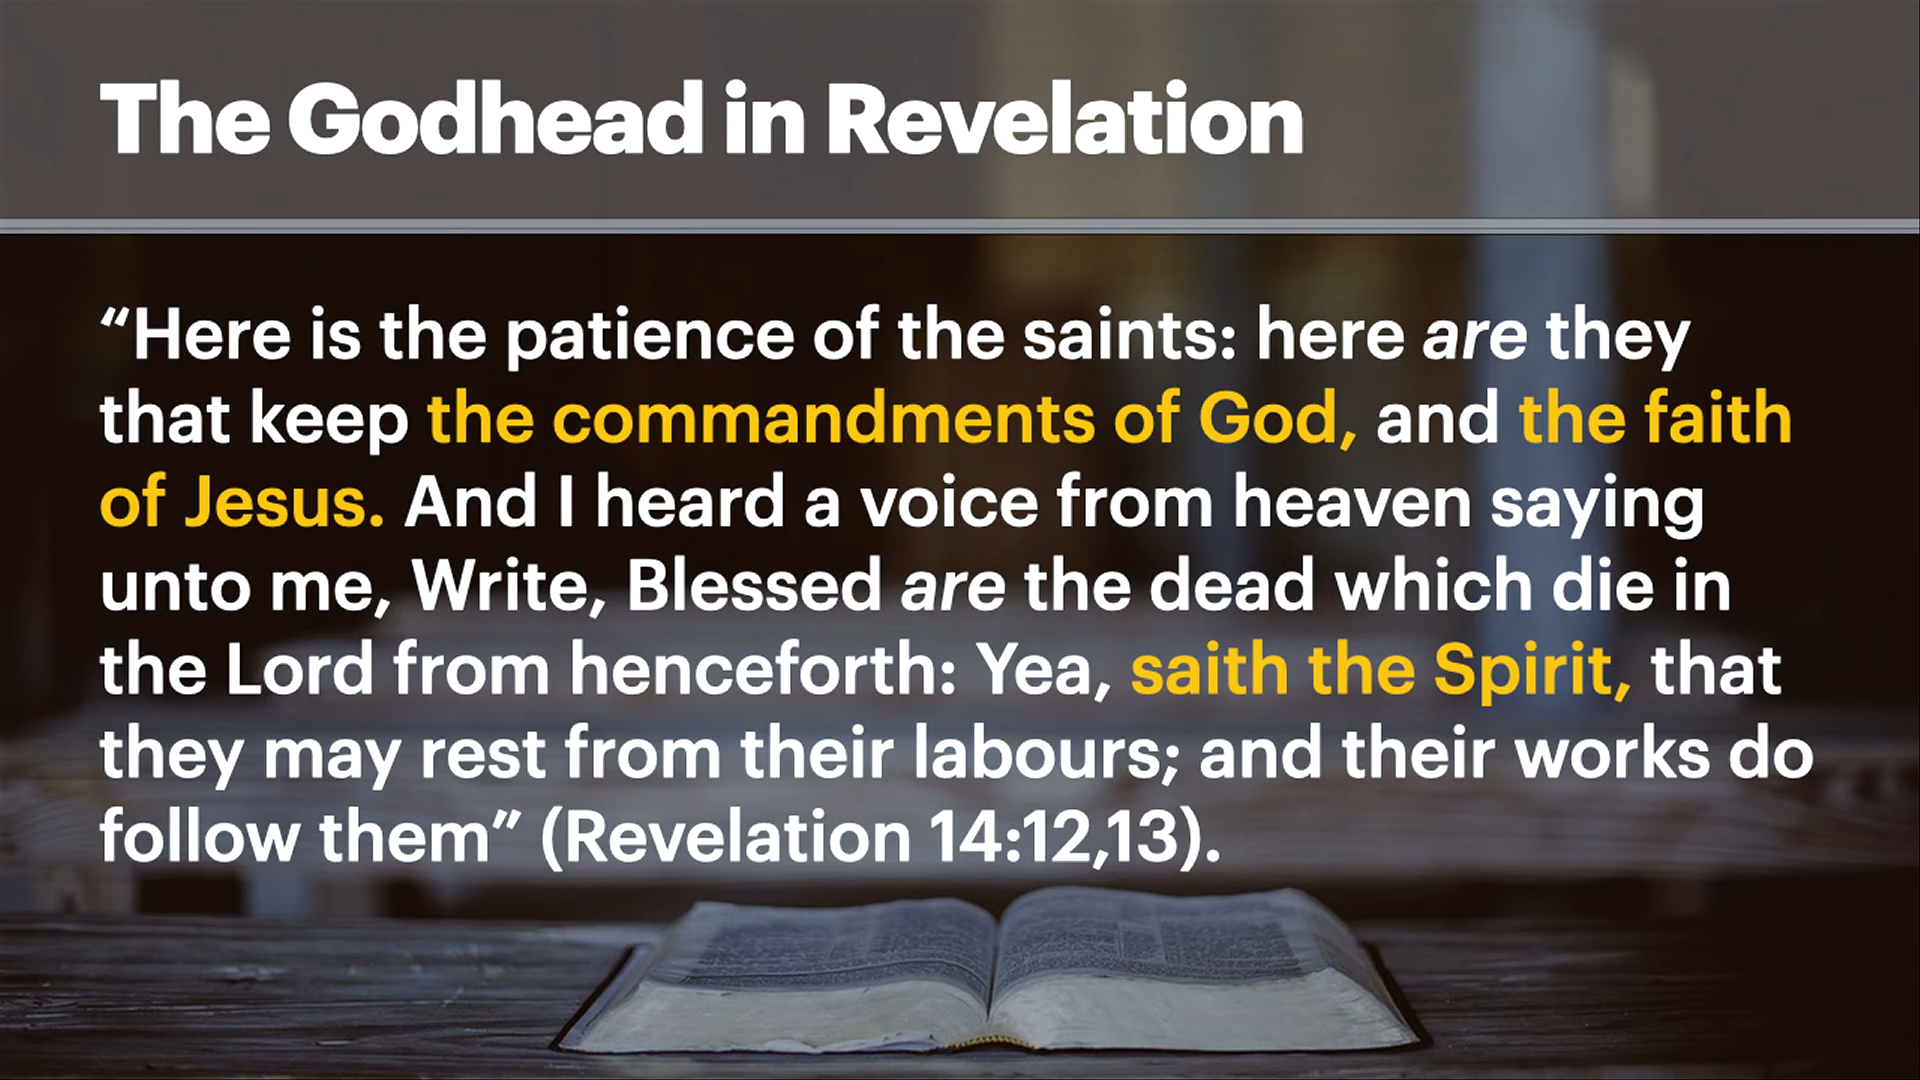 The Godhead in Revelation
“Here is the patience of the saints: here are they
that keep the commandments of God, and the faith
of Jesus. And I heard a voice from heaven saying
unto me, Write, Blessed are the dead which die in
the Lord from henceforth: Yea, saith the Spirit, that
they may rest from their labours; and their works do
follow them” (Revelation 14:12,13).